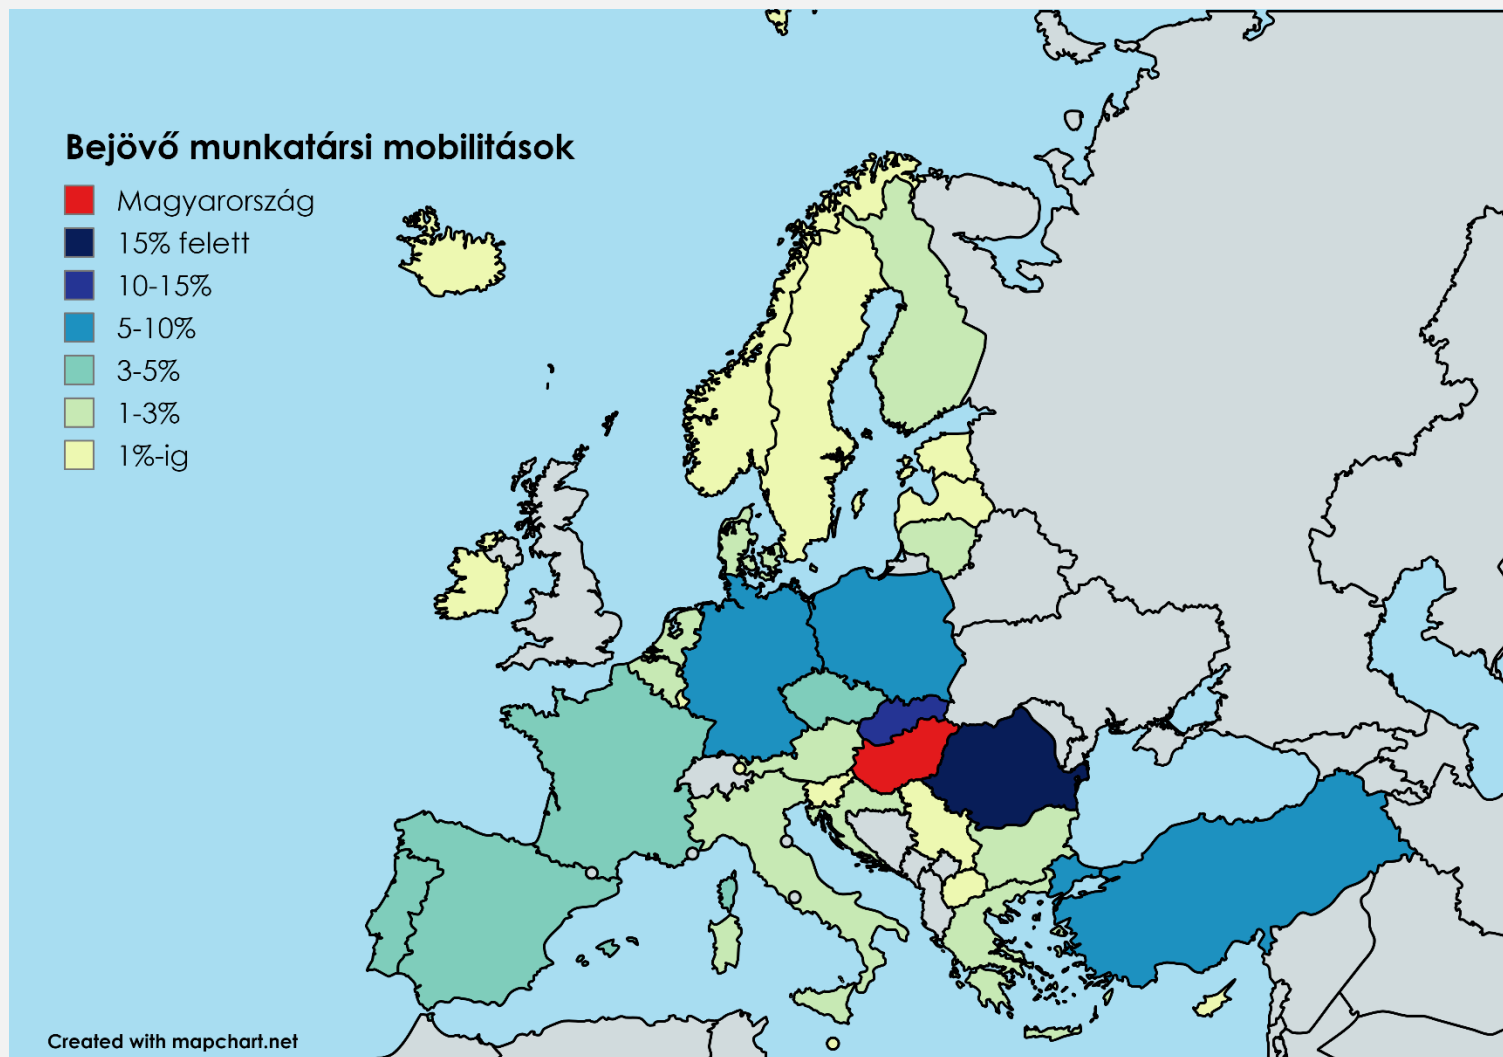 Bejövő munkatársi mobilitások
Magyarország
15% felett
10-15%
5-10%
3-5%
1-3%
1%-ig
Created with mapchart.net